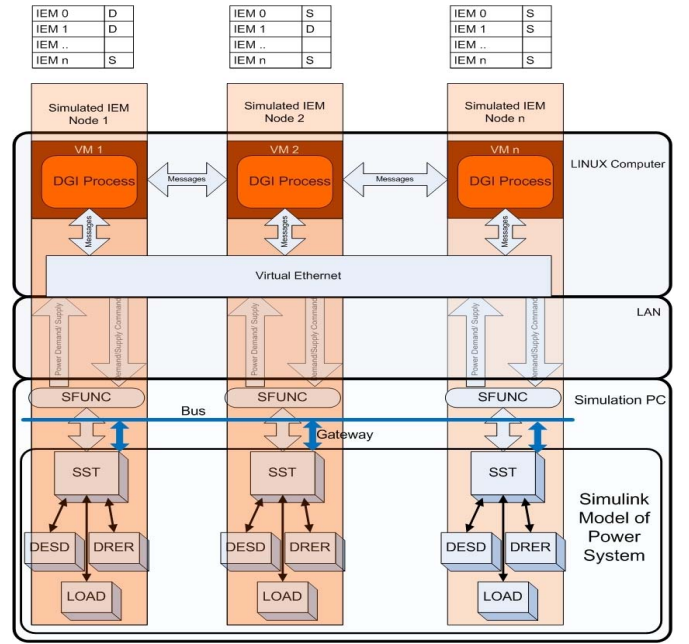 IEM 0 D
IEM 1 D
IEM ..
IEM n S
IEM 0 S
IEM 1 D
IEM ..
IEM n S
IEM 0 S
IEM 1 S
IEM ..
IEM n S
Simulated IEM
Node 1
Simulated IEM
Node 2
Simulated IEM
Node n
LINUX Computer
VM 1
VM 2
VM n
DGI Process
Messages
DGI Process
Messages
DGI Process
Messages
Messages
Messages
Virtual Ethernet
LAN
Power Demand/ Supply
Demand/Supply Command
Power Demand/ Supply
Demand/Supply Command
Power Demand/ Supply
Demand/Supply Command
SFUNC
SFUNC
SFUNC
Simulation PC
Bus
Gateway
SST
SST
SST
Simulink
Model of
Power
System
DESD
DRER
DESD
DRER
DESD
DRER
LOAD
LOAD
LOAD